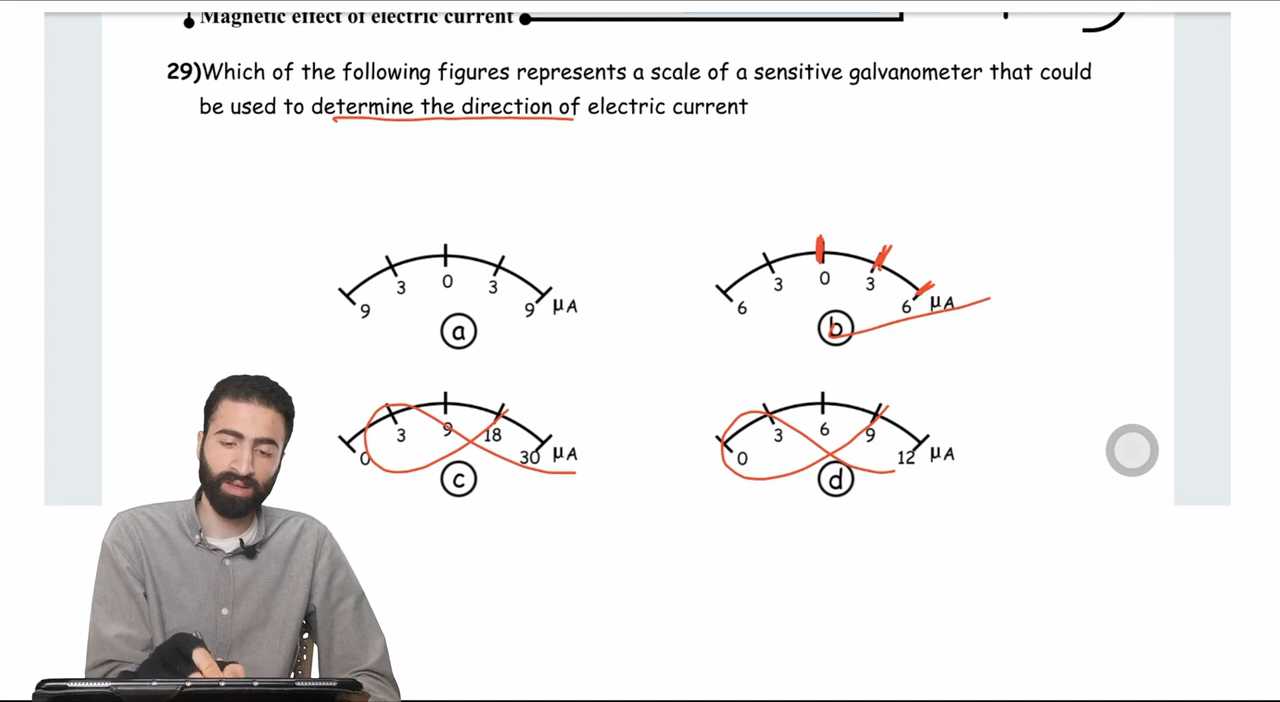 Magnetic effect of electric current
29)Which of the following figures represents a scale of a sensitive galvanometer that could
be used to determine the direction of electric current
9 3 0 3 9 μA
a
6 3 0 3 6 μA
b
0 3 9 18 30 μA
c
0 3 6 9 12 μA
d